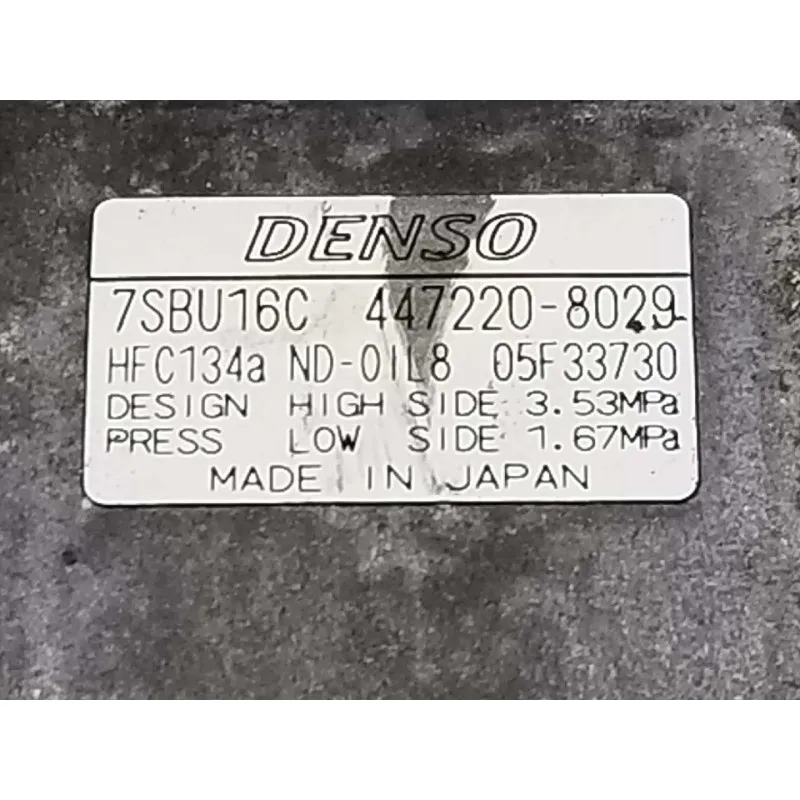 DENSO
7SBU16C 447220-8029
HFC134a ND-OIL8 05F33730
DESIGN HIGH SIDE 3.53MPa
PRESS LOW SIDE 1.67MPa
MADE IN JAPAN